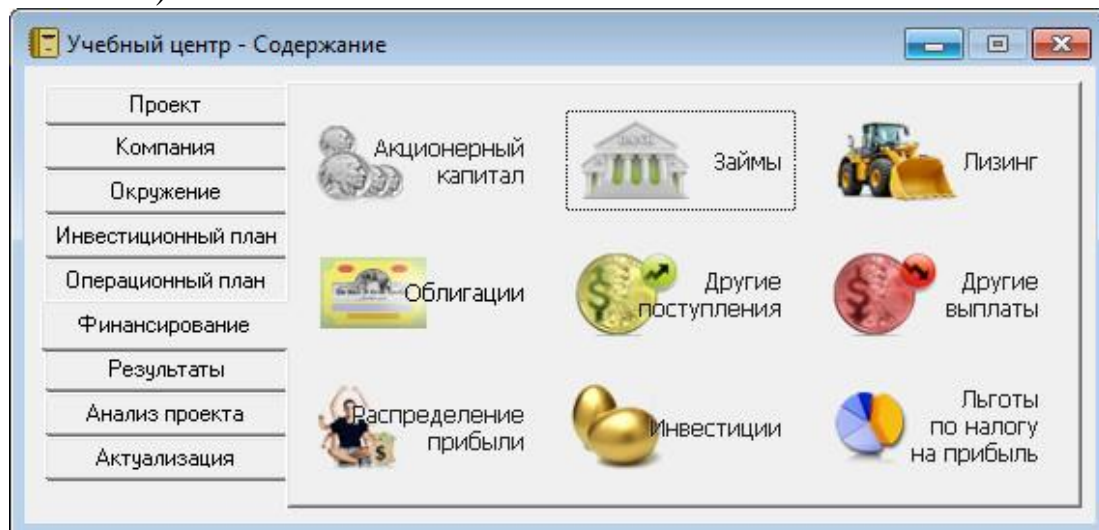 )
Учебный центр - Содержание
Проект
Компания
Окружение
Инвестиционный план
Операционный план
Финансирование
Результаты
Анализ проекта
Актуализация
Акционерный
капитал
Займы
Лизинг
Облигации
Другие
поступления
Другие
выплаты
Распределение
прибыли
Инвестиции
Льготы
по налогу
на прибыль